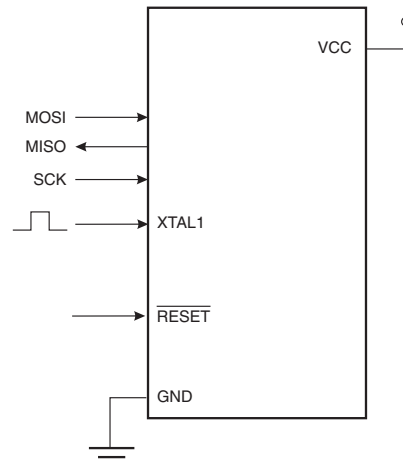 VCC
MOSI
MISO
SCK
XTAL1
RESET
GND